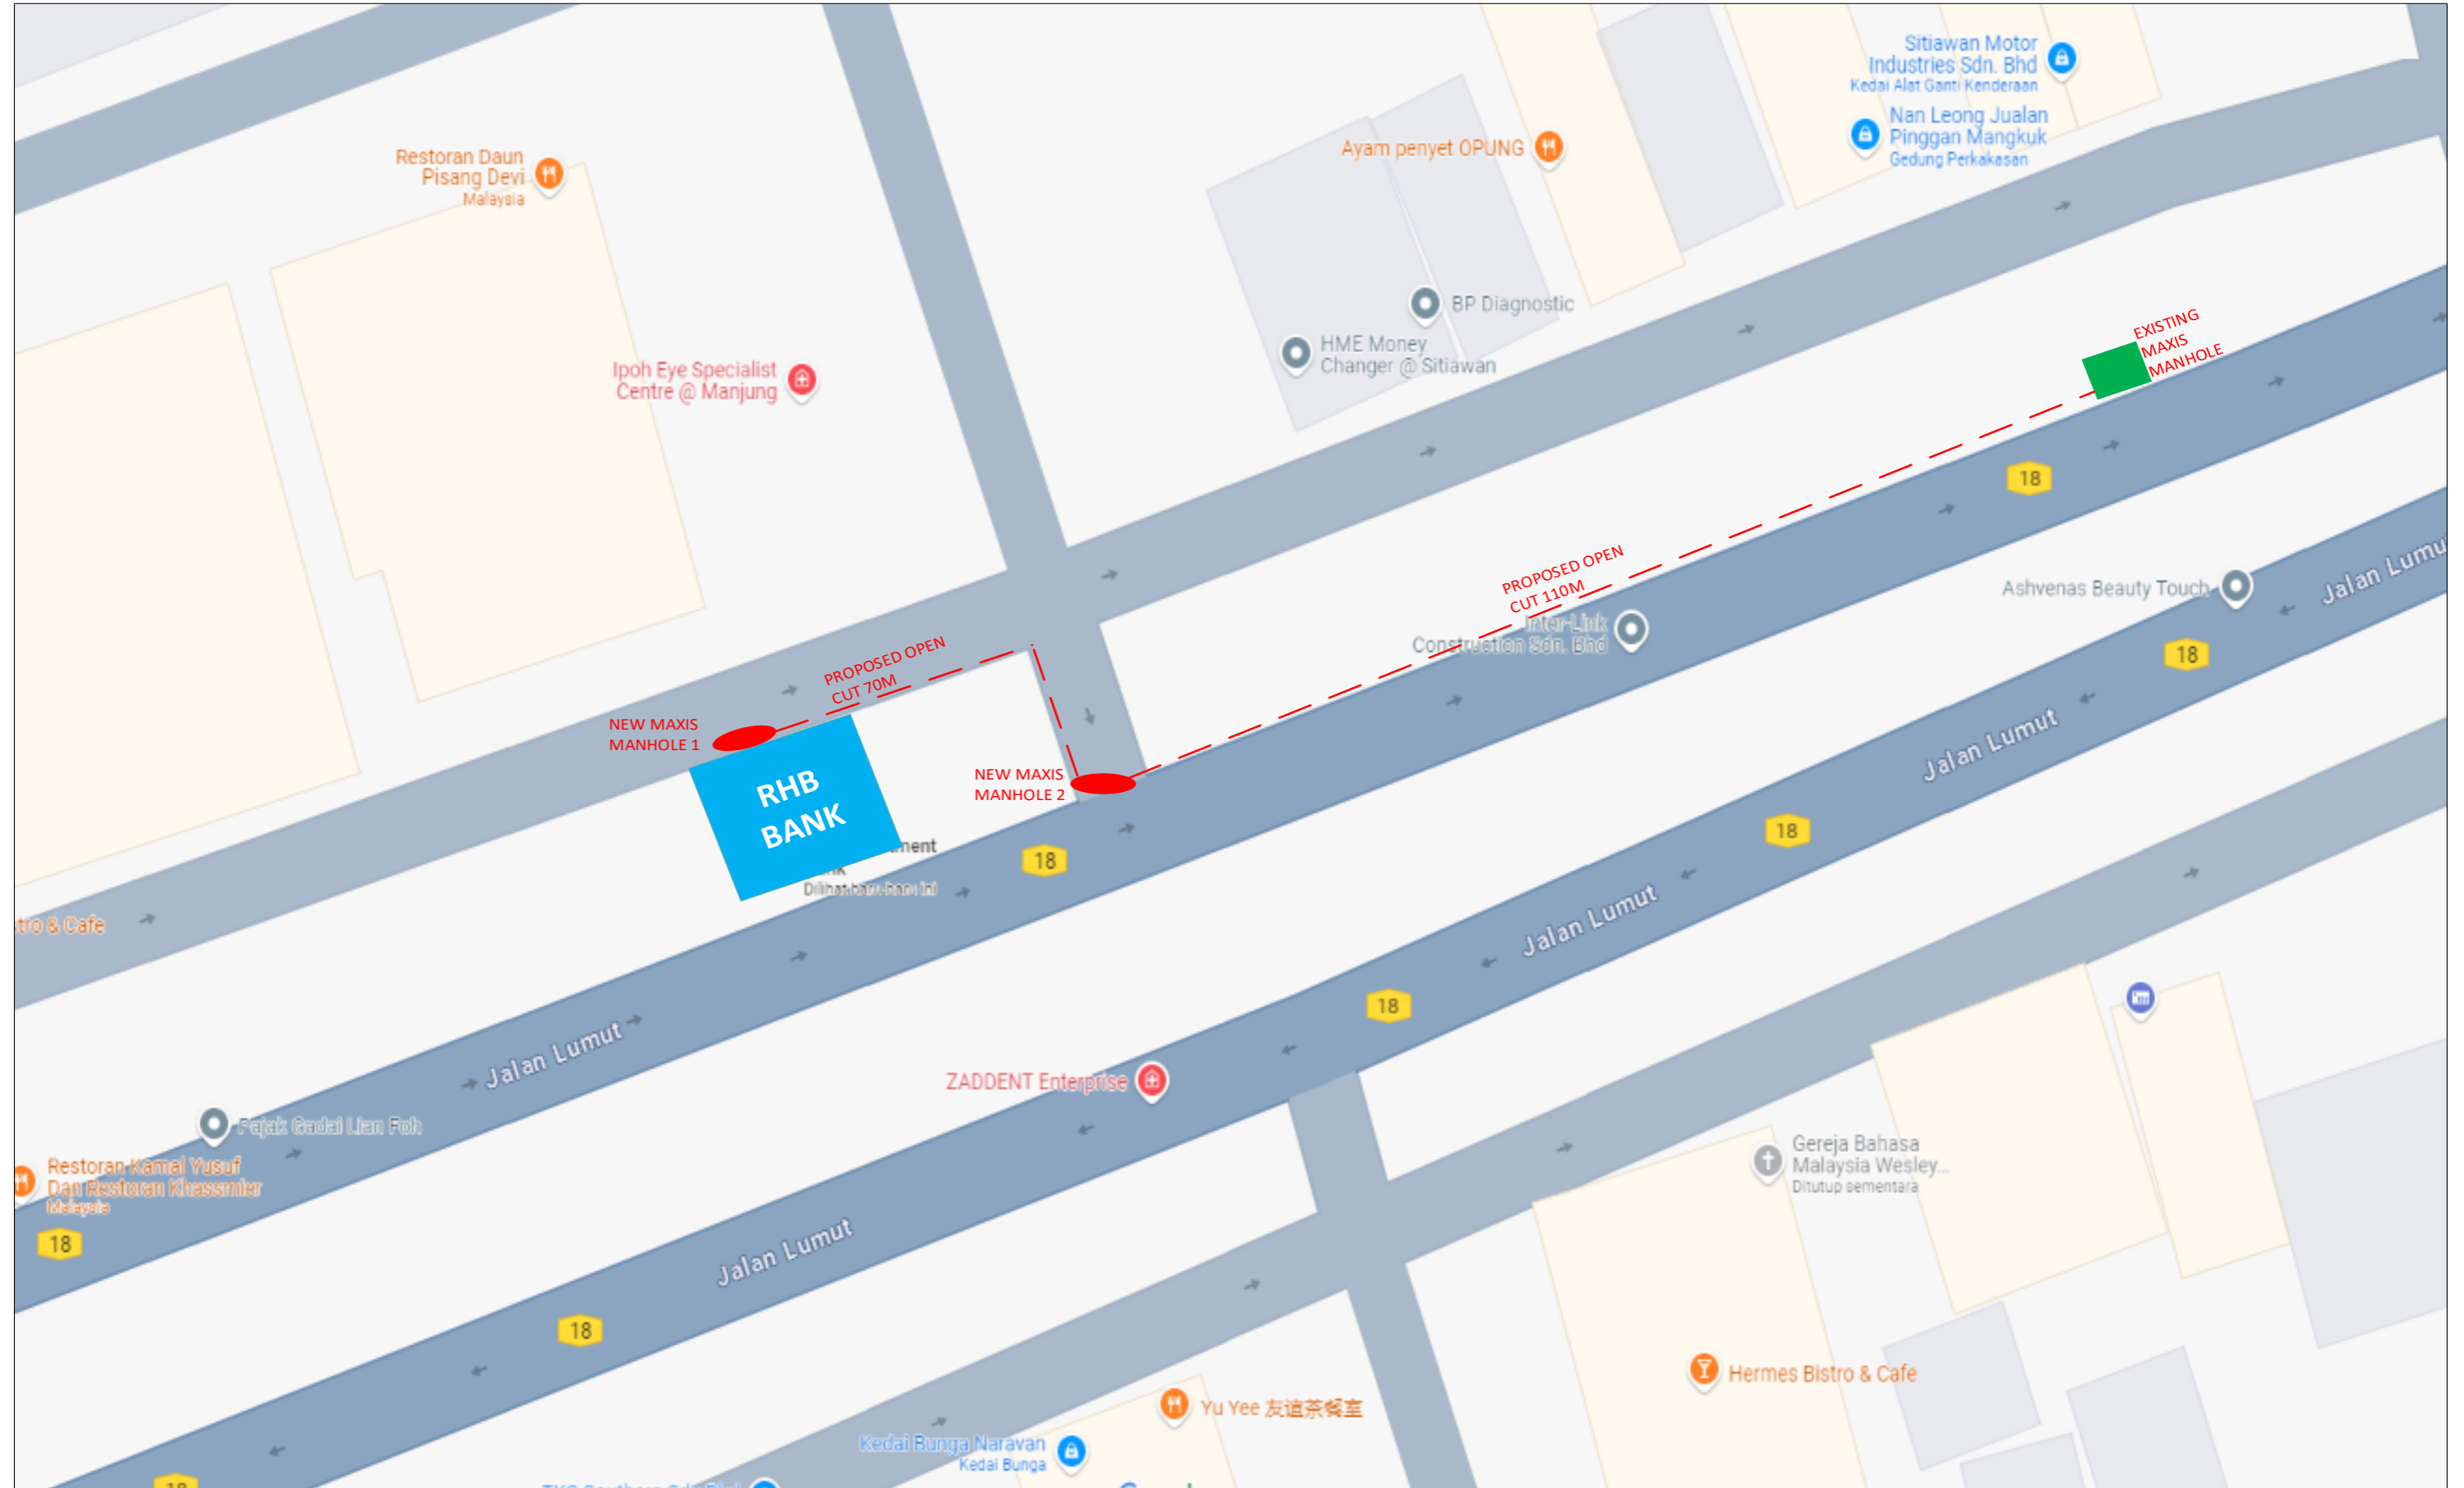 Sitiawan Motor
Industries Sdn. Bhd
Kedai Alat Ganti Kenderaan
Nan Leong Jualan
Pinggan Mangkuk
Gedung Perkakasan
Restoran Daun
Pisang Devi
Malaysia
Ayam penyet OPUNG
BP Diagnostic
HME Money
Changer @ Sitiawan
Ipoh Eye Specialist
Centre @ Manjung
EXISTING
MAXIS
MANHOLE
18
PROPOSED OPEN
CUT 110M
Inter-Link
Construction Sdn. Bhd
Ashvenas Beauty Touch
Jalan Lumu
18
PROPOSED OPEN
CUT 70M
NEW MAXIS
MANHOLE 1
NEW MAXIS
MANHOLE 2
RHB
BANK
ment
Dilihat baru-baru ini
18
Jalan Lumut
18
Jalan Lumut
tro & Cafe
18
Jalan Lumut
ZADDENT Enterprise
Pajak Gadai Lian Foh
Restoran Kamal Yusuf
Dan Restoran Khassmier
Malaysia
18
Gereja Bahasa
Malaysia Wesley...
Ditutup sementara
Jalan Lumut
18
Hermes Bistro & Cafe
Yu Yee 友谊茶餐室
Kedai Bunga Naravan
Kedai Bunga
18